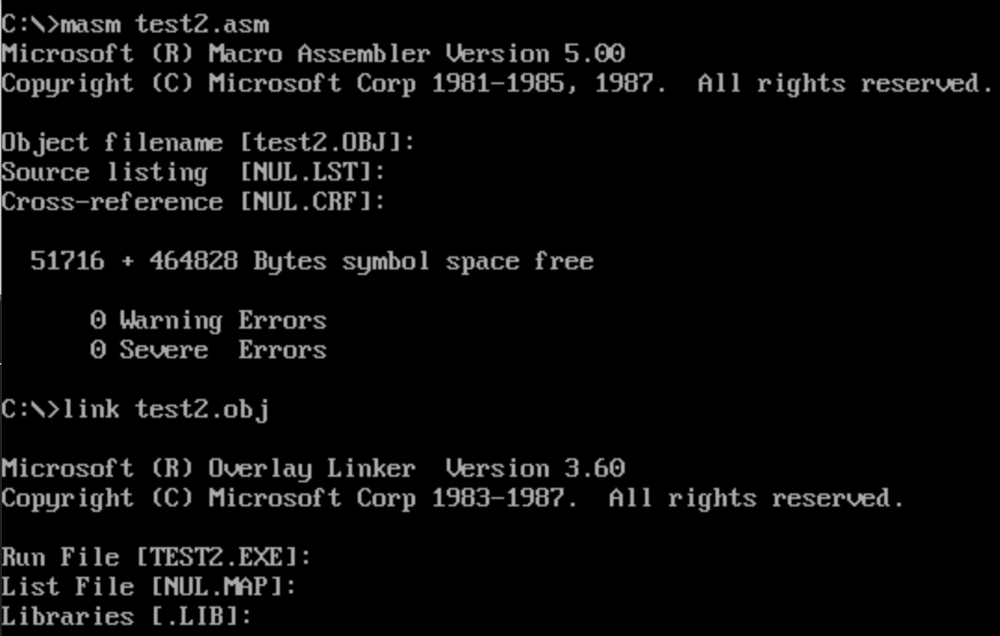 C:\>masm test2.asm
Microsoft (R) Macro Assembler Version 5.00
Copyright (C) Microsoft Corp 1981-1985, 1987.  All rights reserved.
Object filename [test2.OBJ]:
Source listing  [NUL.LST]:
Cross-reference [NUL.CRF]:
51716 + 464828 Bytes symbol space free
0 Warning Errors
0 Severe  Errors
C:\>link test2.obj
Microsoft (R) Overlay Linker  Version 3.60
Copyright (C) Microsoft Corp 1983-1987.  All rights reserved.
Run File [TEST2.EXE]:
List File [NUL.MAP]:
Libraries [.LIB]: